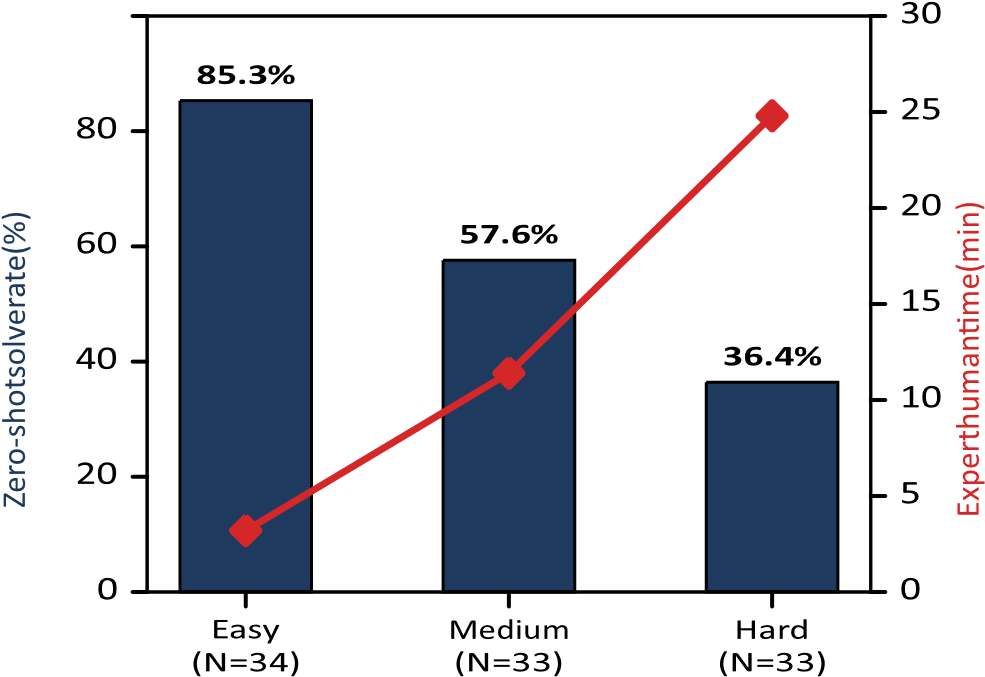 Zero-shotsolverate(%)
80
60
40
20
0
85.3%
57.6%
36.4%
30
25
20
15
10
5
0
Experthumantime(min)
Easy
(N=34)
Medium
(N=33)
Hard
(N=33)